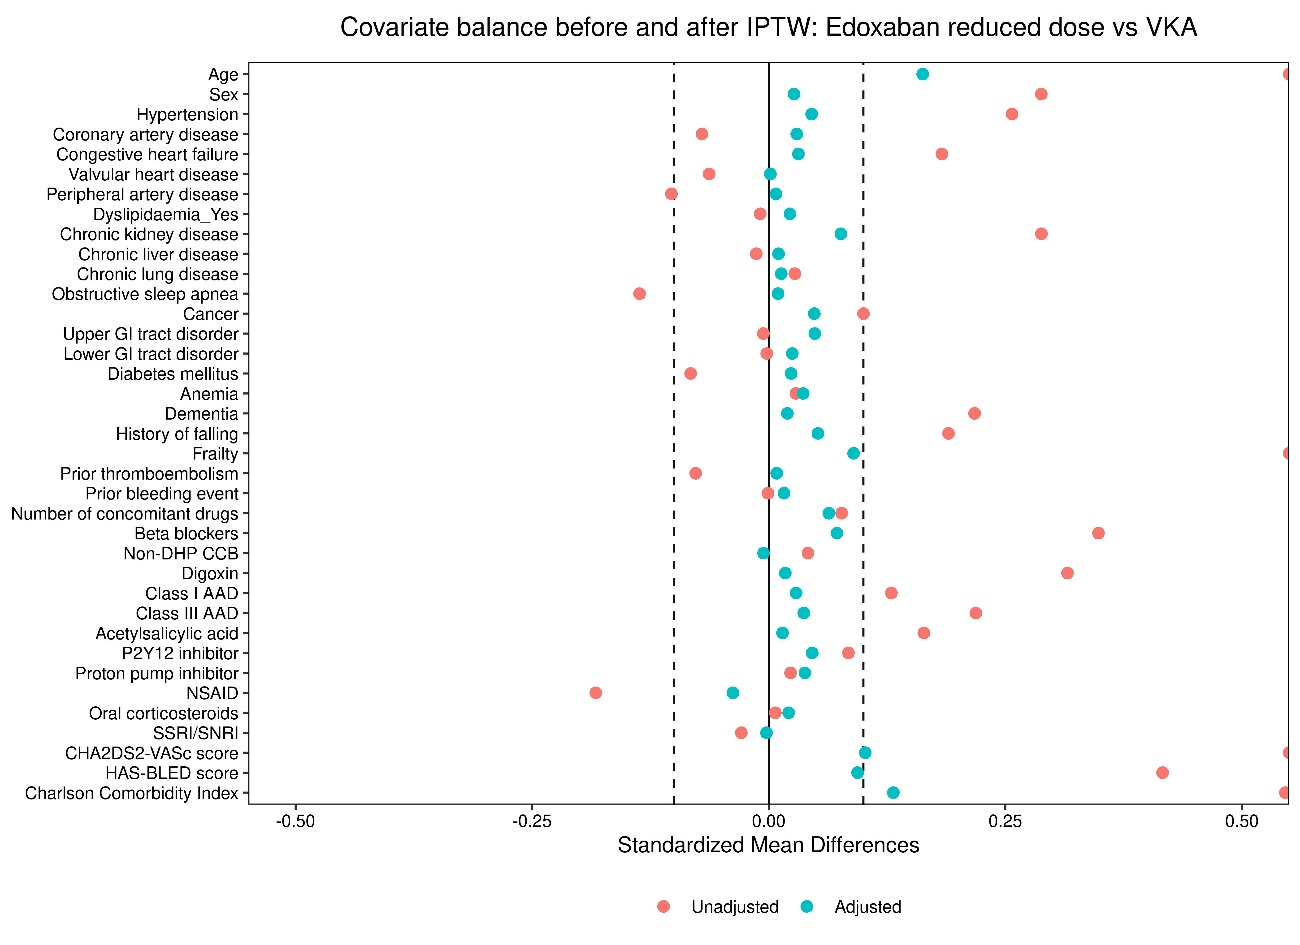 Covariate balance before and after IPTW: Edoxaban reduced dose vs VKA
Age
Sex
Hypertension
Coronary artery disease
Congestive heart failure
Valvular heart disease
Peripheral artery disease
Dyslipidaemia_Yes
Chronic kidney disease
Chronic liver disease
Chronic lung disease
Obstructive sleep apnea
Cancer
Upper GI tract disorder
Lower GI tract disorder
Diabetes mellitus
Anemia
Dementia
History of falling
Frailty
Prior thromboembolism
Prior bleeding event
Number of concomitant drugs
Beta blockers
Non-DHP CCB
Digoxin
Class I AAD
Class III AAD
Acetylsalicylic acid
P2Y12 inhibitor
Proton pump inhibitor
NSAID
Oral corticosteroids
SSRI/SNRI
CHA2DS2-VASc score
HAS-BLED score
Charlson Comorbidity Index
-0.50 -0.25 0.00 0.25 0.50
Standardized Mean Differences
Unadjusted Adjusted